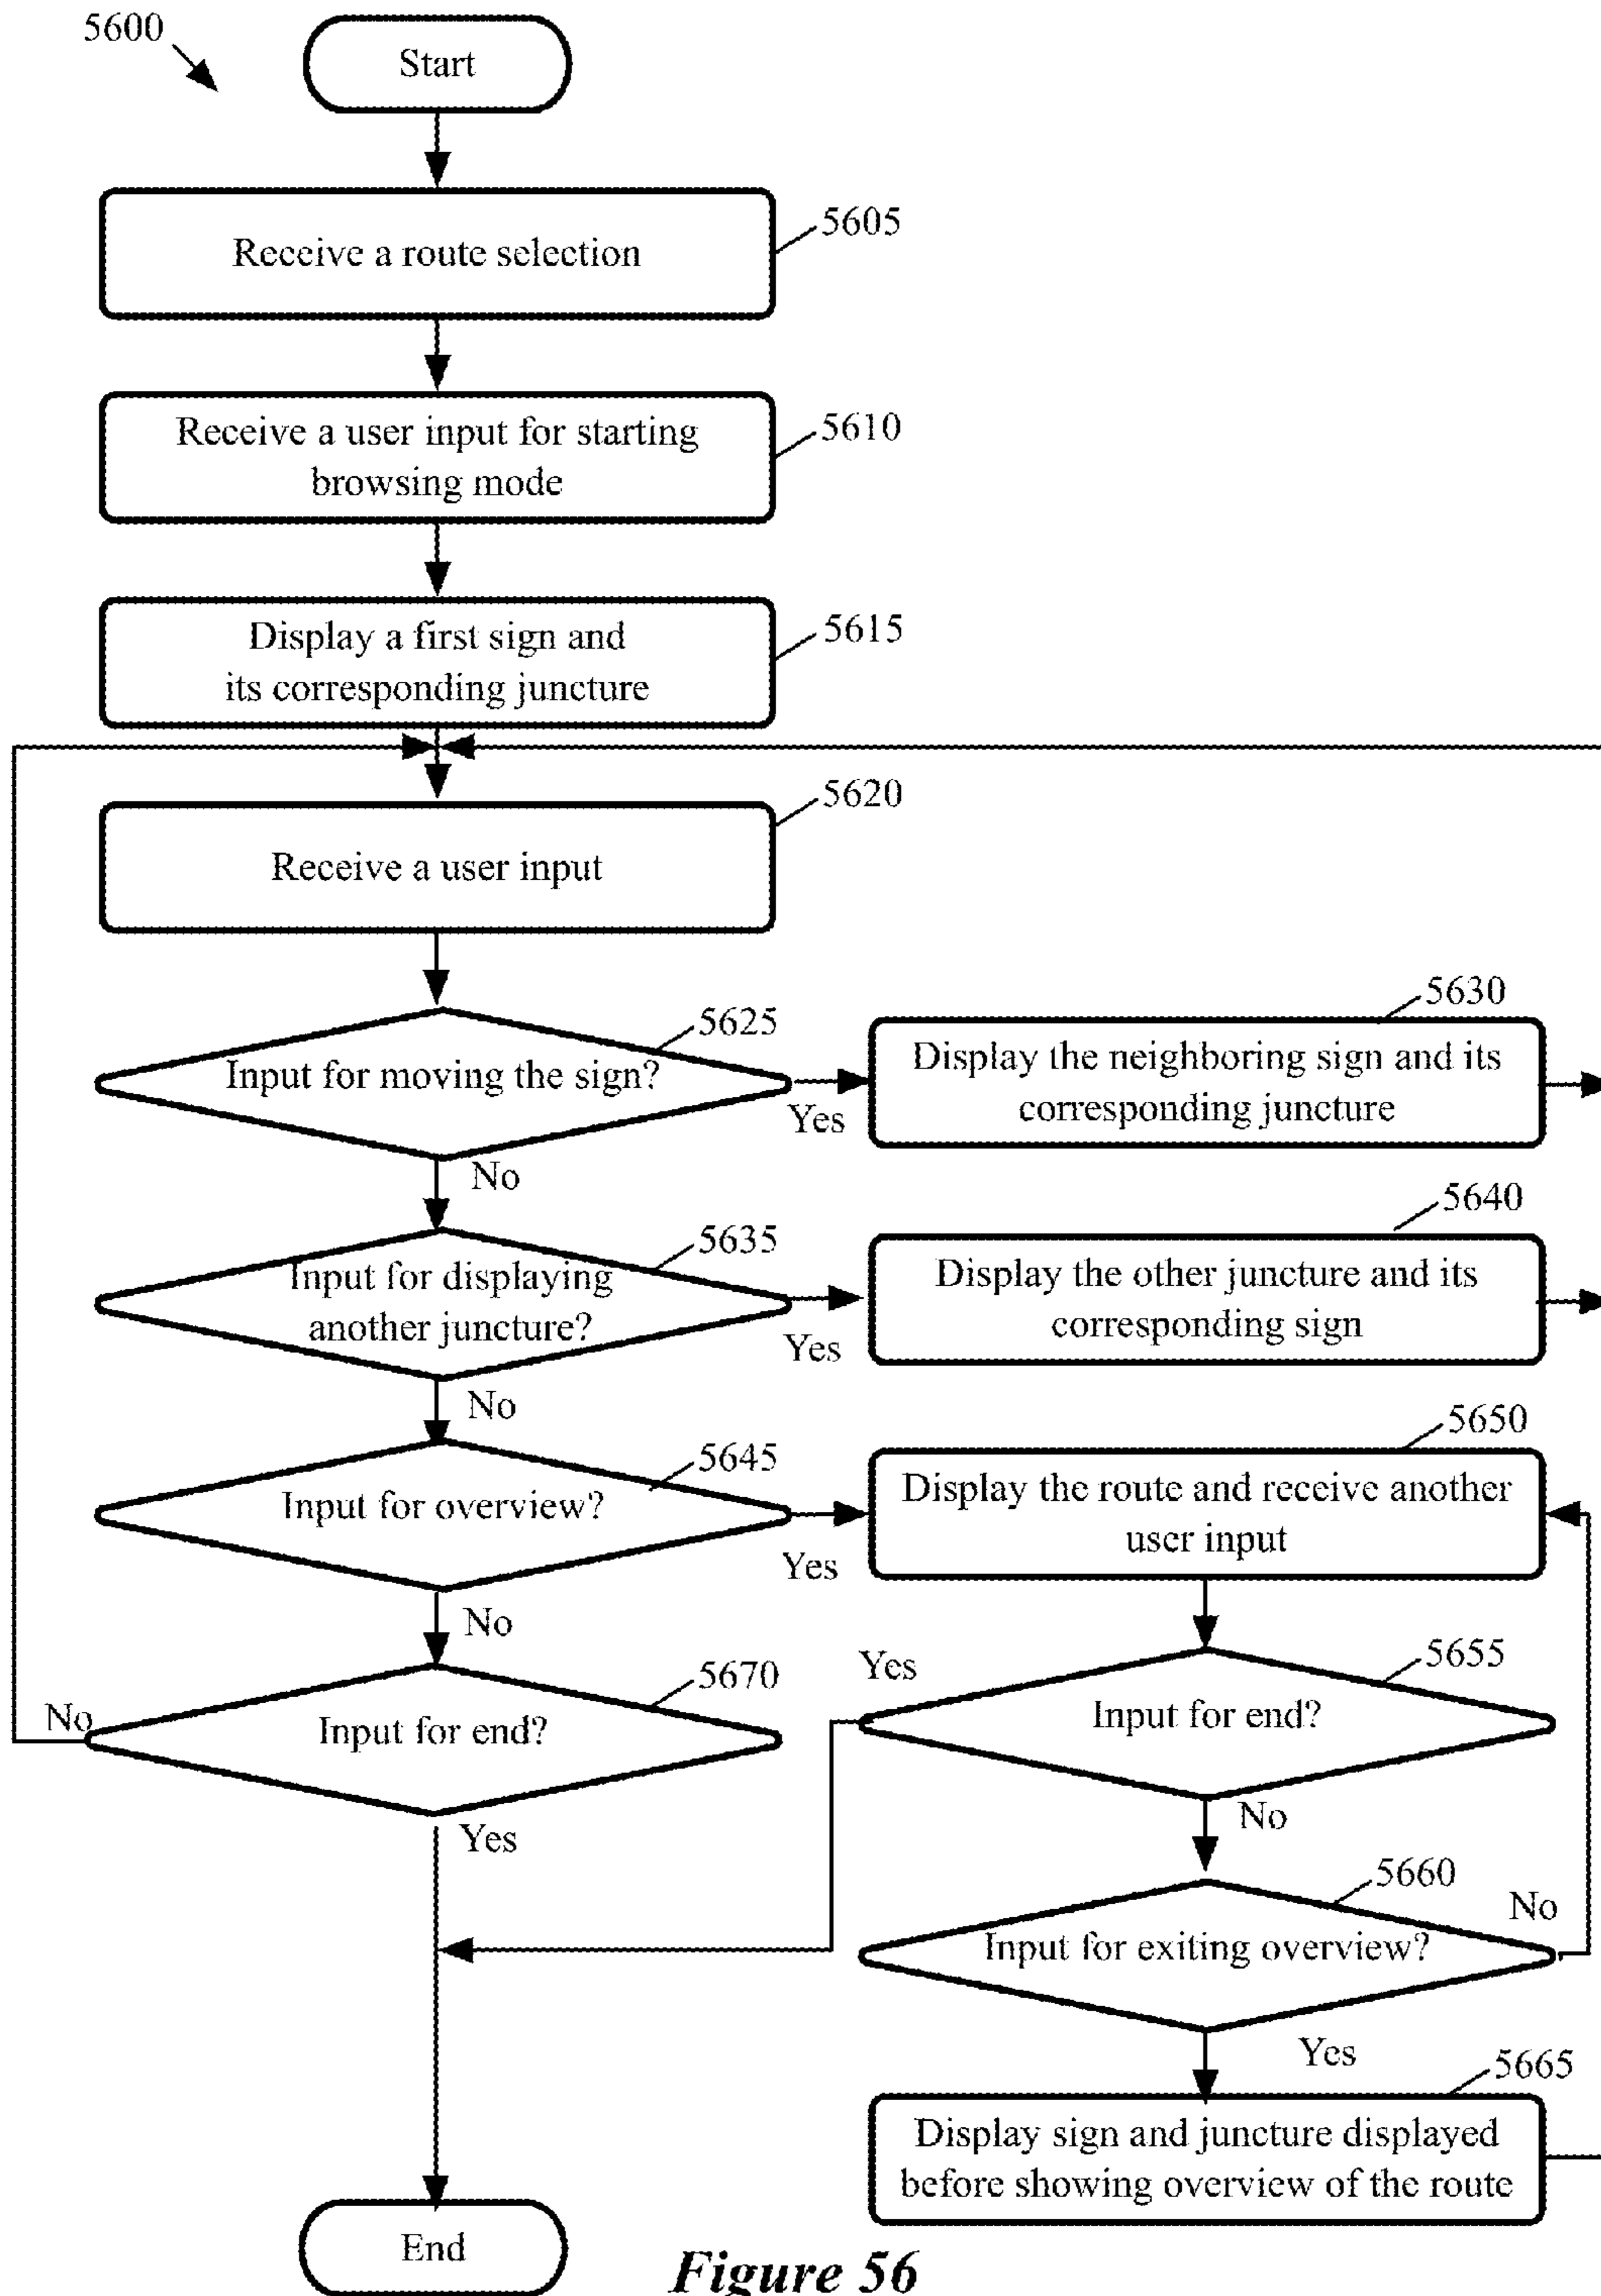 5600
Start
Receive a route selection
5605
Receive a user input for starting
browsing mode
5610
Display a first sign and
its corresponding juncture
5615
Receive a user input
5620
Input for moving the sign?
5625
Yes
No
Display the neighboring sign and its
corresponding juncture
5630
Input for displaying
another juncture?
5635
Yes
No
Display the other juncture and its
corresponding sign
5640
Input for overview?
5645
Yes
No
Display the route and receive another
user input
5650
Input for end?
5670
No
Yes
Input for end?
5655
Yes
No
Input for exiting overview?
5660
No
Yes
Display sign and juncture displayed
before showing overview of the route
5665
End
Figure 56